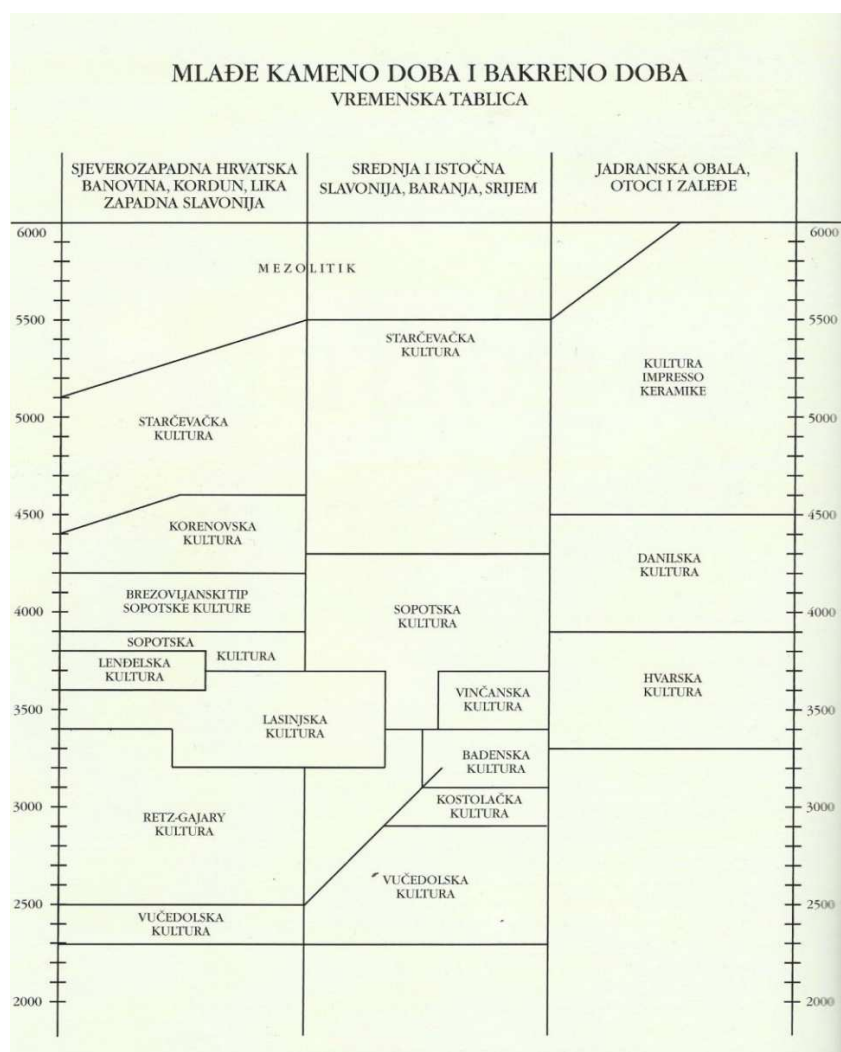 MLAĐE KAMENO DOBA I BAKRENO DOBA
VREMENSKA TABLICA
SJEVEROZAPADNA HRVATSKA
BANOVINA, KORDUN, LIKA
ZAPADNA SLAVONIJA
SREDNJA I ISTOČNA
SLAVONIJA, BARANJA, SRIJEM
JADRANSKA OBALA,
OTOCI I ZALEĐE
6000
6000
MEZOLITIK
5500
5500
STARČEVAČKA
KULTURA
KULTURA
IMPRESSO
KERAMIKE
5000
5000
STARČEVAČKA
KULTURA
4500
4500
KORENOVSKA
KULTURA
DANILSKA
KULTURA
BREZOVLJANSKI TIP
SOPOTSKE KULTURE
4000
4000
SOPOTSKA
KULTURA
SOPOTSKA
KULTURA
LENĐELSKA
KULTURA
HVARSKA
KULTURA
VINČANSKA
KULTURA
3500
3500
LASINJSKA
KULTURA
BADENSKA
KULTURA
3000
3000
KOSTOLAČKA
KULTURA
RETZ-GAJARY
KULTURA
VUČEDOLSKA
KULTURA
2500
2500
VUČEDOLSKA
KULTURA
2000
2000